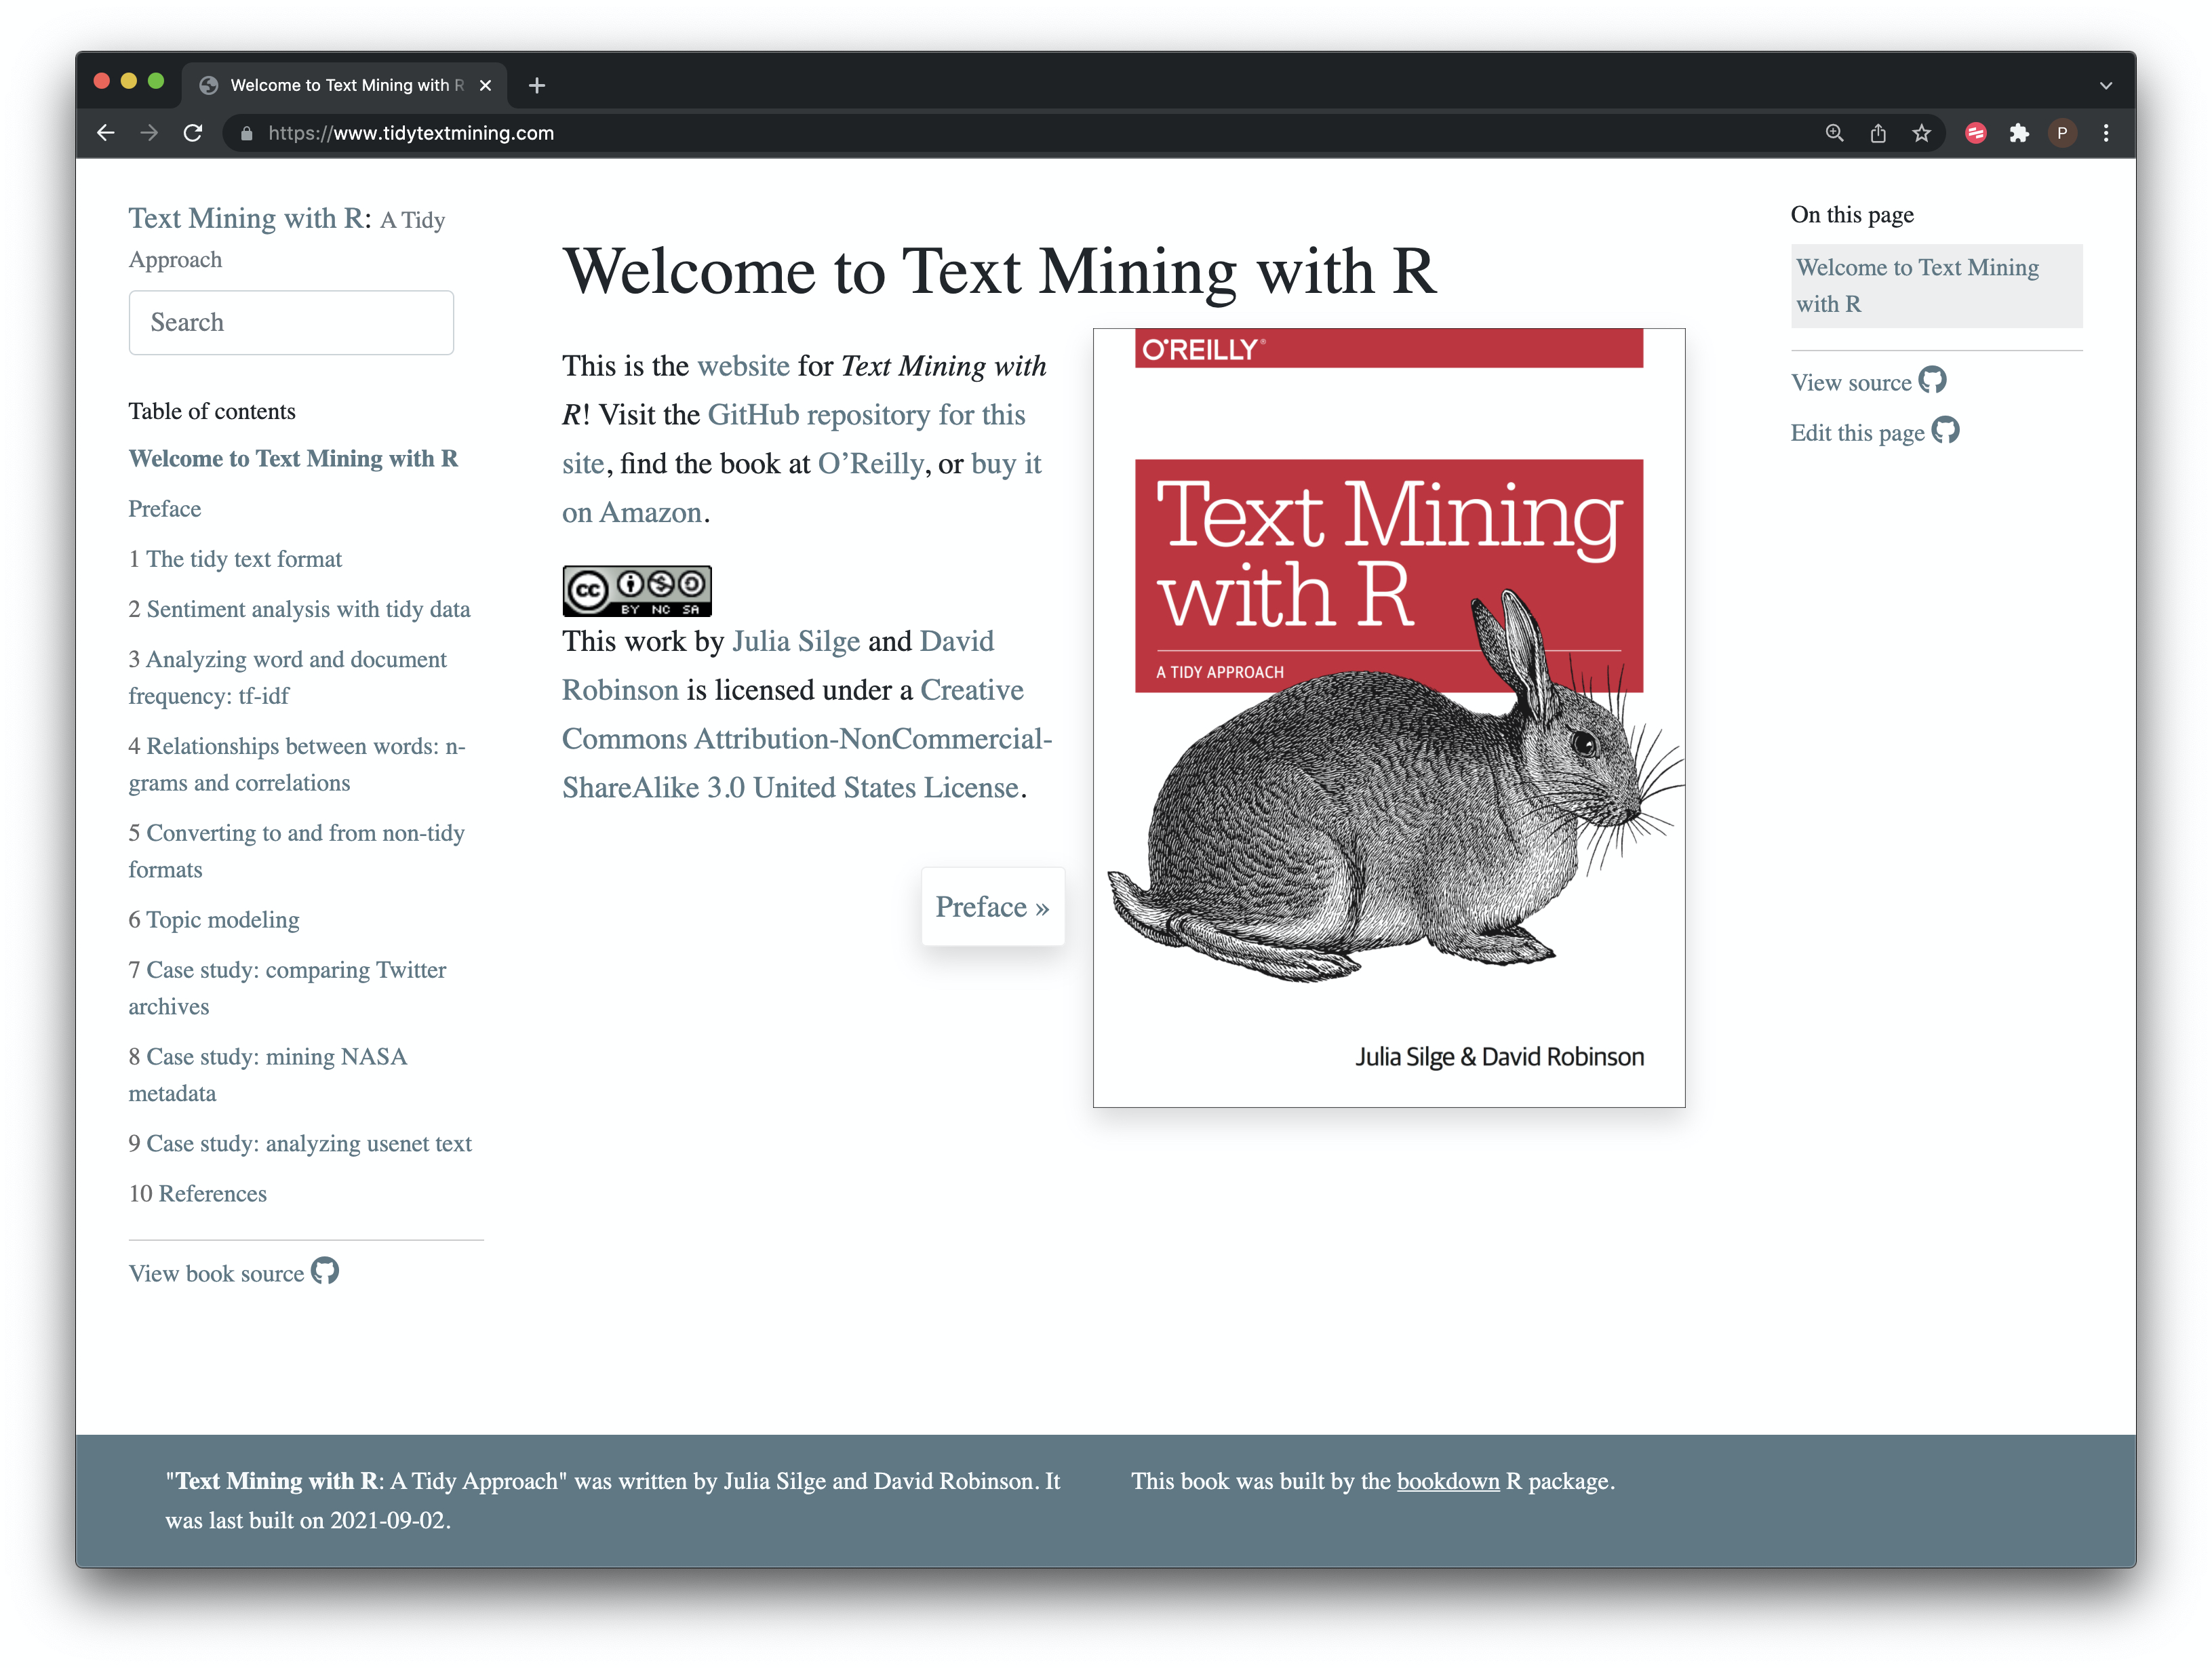 Welcome to Text Mining with R
https://www.tidytextmining.com
P
Text Mining with R: A Tidy
Approach
Search
Table of contents
Welcome to Text Mining with R
Preface
1 The tidy text format
2 Sentiment analysis with tidy data
3 Analyzing word and document
frequency: tf-idf
4 Relationships between words: n-
grams and correlations
5 Converting to and from non-tidy
formats
6 Topic modeling
7 Case study: comparing Twitter
archives
8 Case study: mining NASA
metadata
9 Case study: analyzing usenet text
10 References
View book source
Welcome to Text Mining with R
This is the website for Text Mining with
R! Visit the GitHub repository for this
site, find the book at O’Reilly, or buy it
on Amazon.
cc BY NC SA
This work by Julia Silge and David
Robinson is licensed under a Creative
Commons Attribution-NonCommercial-
ShareAlike 3.0 United States License.
Preface »
O'REILLY®
Text Mining
with R
A TIDY APPROACH
Julia Silge & David Robinson
On this page
Welcome to Text Mining
with R
View source
Edit this page
"Text Mining with R: A Tidy Approach" was written by Julia Silge and David Robinson. It
was last built on 2021-09-02.
This book was built by the bookdown R package.